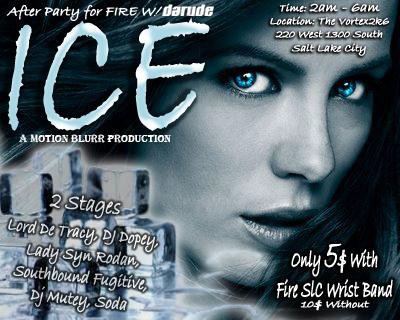 After Party for FIRE W/darude
ICE
A MOTION BLURR PRODUCTION
Time: 2am - 6am
Location: The Vortex2k6
220 West 1300 South
Salt Lake City
2 Stages
Lord De Tracy, DJ Dopey,
Lady Syn Rodan,
Southbound Fugitive,
Dj Mutey, Soda
Only 5$ With
Fire SlC Wrist Band
10$ Without